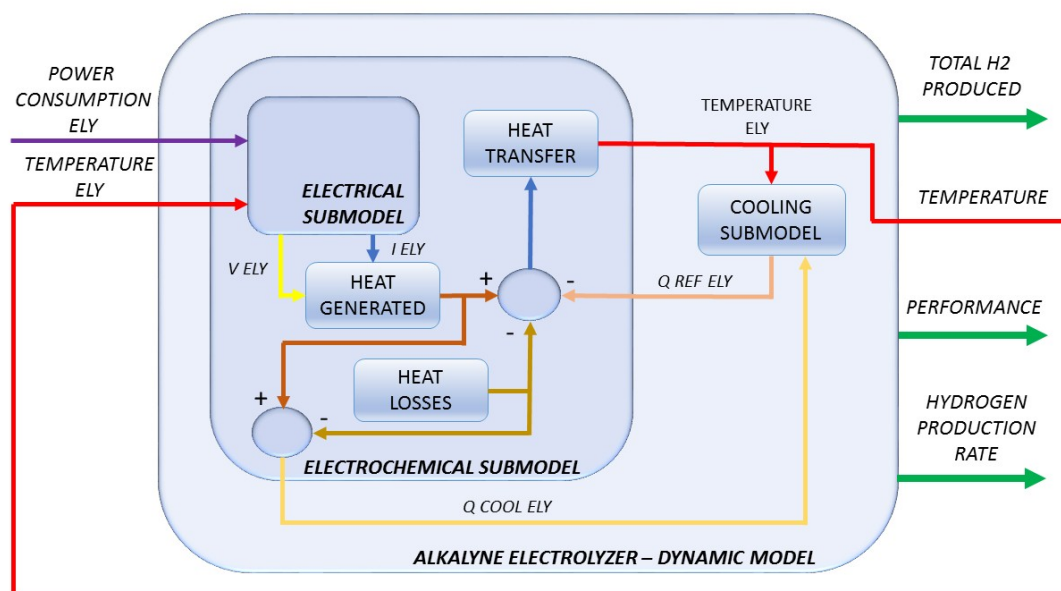 POWER
CONSUMPTION
ELY
TEMPERATURE
ELY
ELECTRICAL
SUBMODEL
V ELY
I ELY
HEAT
GENERATED
HEAT
TRANSFER
+
-
-
HEAT
LOSSES
+
-
ELECTROCHEMICAL SUBMODEL
TEMPERATURE
ELY
COOLING
SUBMODEL
Q REF ELY
Q COOL ELY
ALKALYNE ELECTROLYZER – DYNAMIC MODEL
TOTAL H2
PRODUCED
TEMPERATURE
PERFORMANCE
HYDROGEN
PRODUCTION
RATE